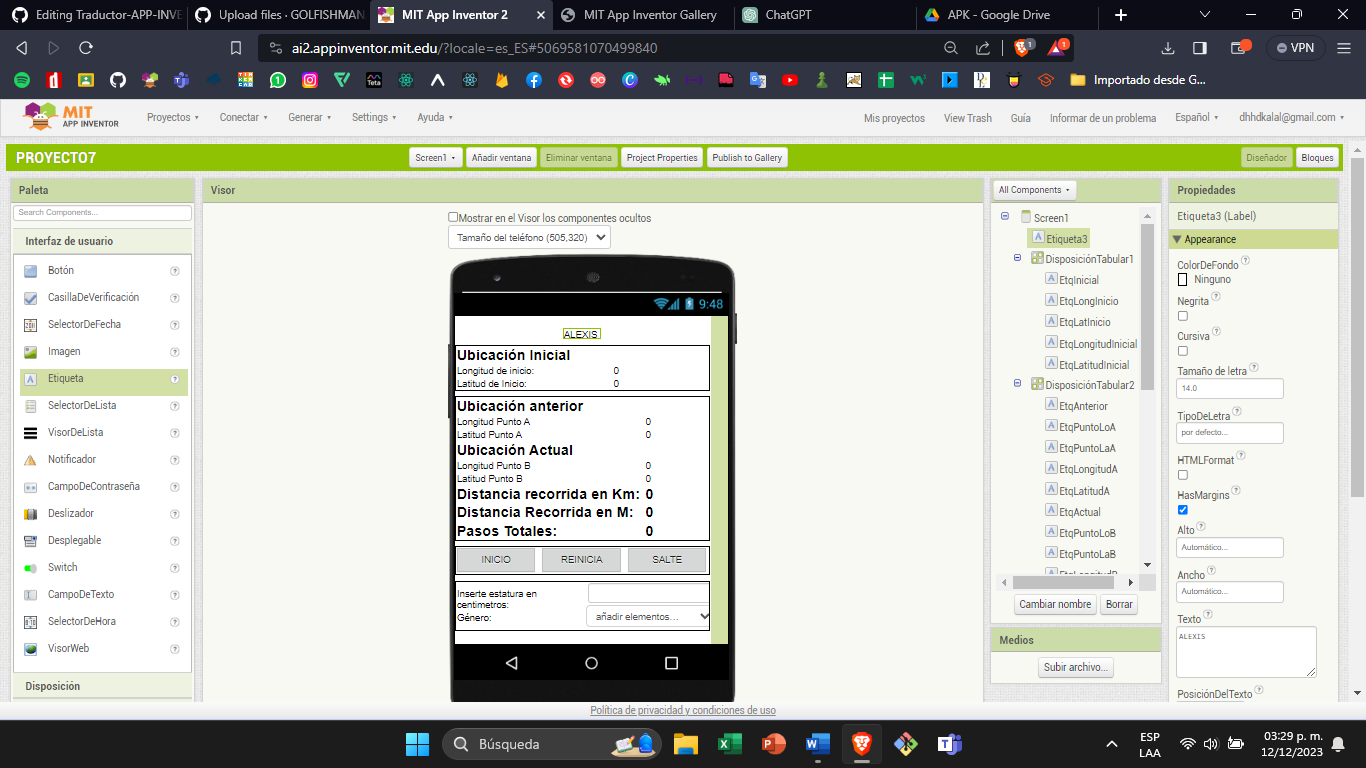 Editing Traductor-APP-INVE
Upload files · GOLFISHMAN
MIT App Inventor 2
MIT App Inventor Gallery
ChatGPT
APK - Google Drive
ai2.appinventor.mit.edu/?locale=es_ES#5069581070499840
1
1
VPN
Importado desde G...
MIT
APP INVENTOR
Proyectos
Conectar
Generar
Settings
Ayuda
Mis proyectos
View Trash
Guía
Informar de un problema
Español
dhhdkalal@gmail.com
PROYECTO7
Screen1
Añadir ventana
Eliminar ventana
Project Properties
Publish to Gallery
Diseñador
Bloques
Paleta
Search Components...
Interfaz de usuario
Botón
CasillaDeVerificación
SelectorDeFecha
Imagen
Etiqueta
SelectorDeLista
VisorDeLista
Notificador
CampoDeContraseña
Deslizador
Desplegable
Switch
CampoDeTexto
SelectorDeHora
VisorWeb
Disposición
Visor
Mostrar en el Visor los componentes ocultos
Tamaño del teléfono (505,320)
9:48
ALEXIS
Ubicación Inicial
Longitud de inicio: 0
Latitud de Inicio: 0
Ubicación anterior
Longitud Punto A 0
Latitud Punto A 0
Ubicación Actual
Longitud Punto B 0
Latitud Punto B 0
Distancia recorrida en Km: 0
Distancia Recorrida en M: 0
Pasos Totales: 0
INICIO REINICIA SALTE
Inserte estatura en
centimetros:
Género: añadir elementos...
All Components
Screen1
Etiqueta3
DisposiciónTabular1
EtqInicial
EtqLongInicio
EtqLatInicio
EtqLongitudInicial
EtqLatitudInicial
DisposiciónTabular2
EtqAnterior
EtqPuntoLoA
EtqPuntoLaA
EtqLongitudA
EtqLatitudA
EtqActual
EtqPuntoLoB
EtqPuntoLaB
EtqLongitudB
Cambiar nombre
Borrar
Medios
Subir archivo...
Propiedades
Etiqueta3 (Label)
Appearance
ColorDeFondo
Ninguno
Negrita
Cursiva
Tamaño de letra
14.0
TipoDeLetra
por defecto...
HTMLFormat
HasMargins
Alto
Automático...
Ancho
Automático...
Texto
ALEXIS
PosiciónDelTexto
Política de privacidad y condiciones de uso
Búsqueda
ESP
LAA
03:29 p. m.
12/12/2023